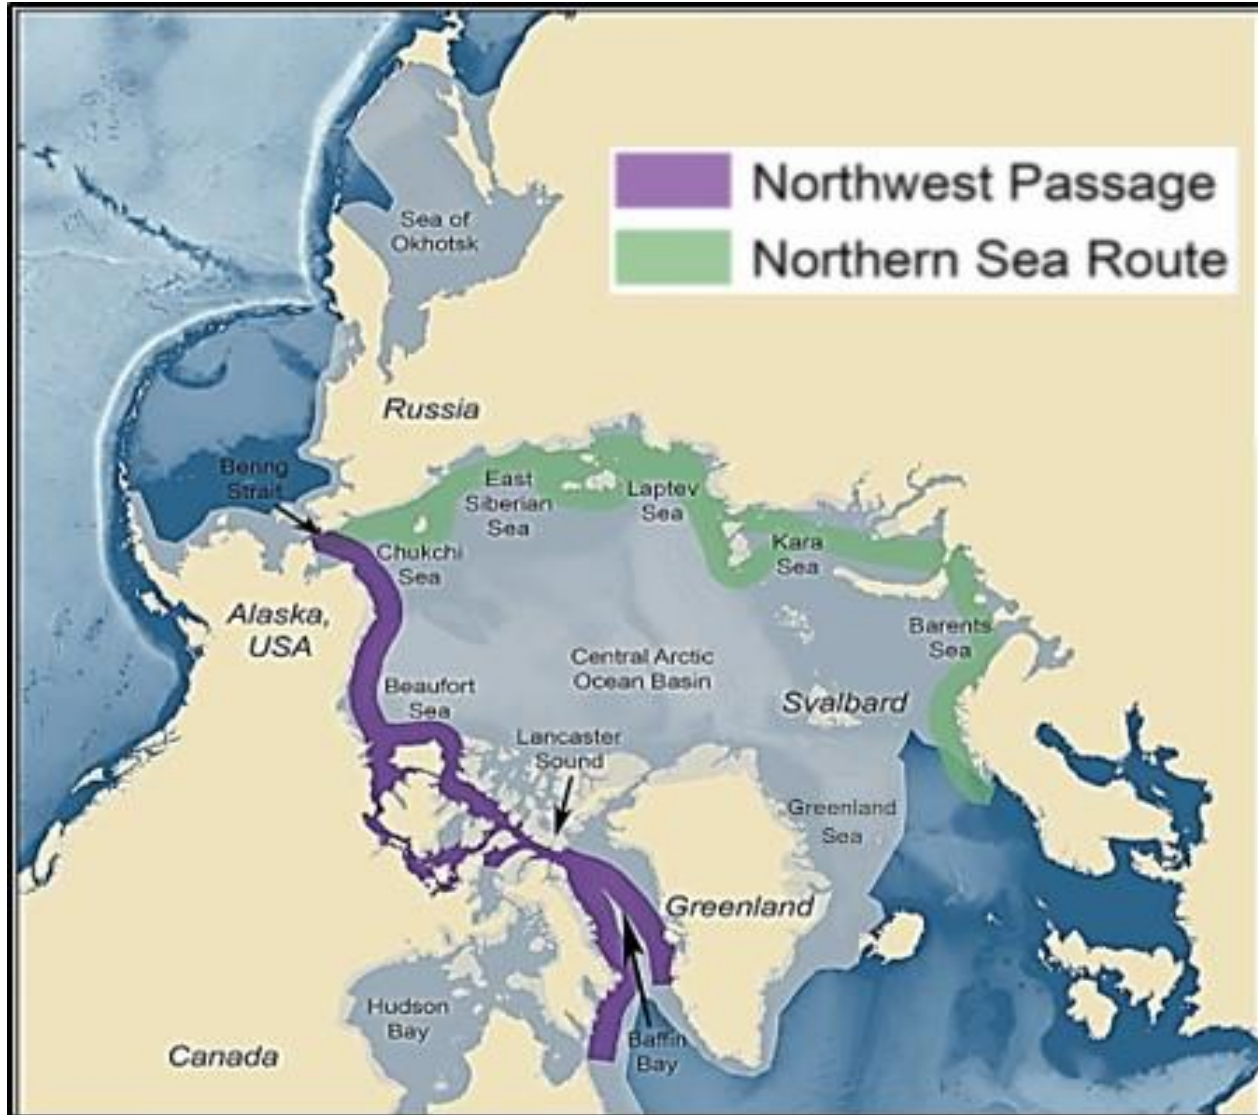 Northwest Passage
Northern Sea Route
Sea of
Okhotsk
Russia
Bering
Strait
East
Siberian
Sea
Laptev
Sea
Chukchi
Sea
Kara
Sea
Alaska,
USA
Barents
Sea
Central Arctic
Ocean Basin
Beaufort
Sea
Svalbard
Lancaster
Sound
Greenland
Sea
Greenland
Hudson
Bay
Baffin
Bay
Canada